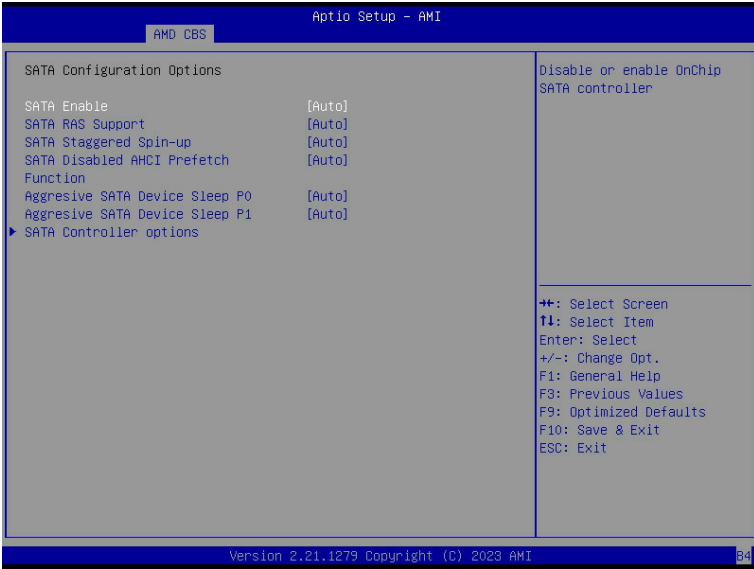 Aptio Setup – AMI
AMD CBS
SATA Configuration Options
SATA Enable [Auto]
SATA RAS Support [Auto]
SATA Staggered Spin-up [Auto]
SATA Disabled AHCI Prefetch [Auto]
Function
Aggresive SATA Device Sleep P0 [Auto]
Aggresive SATA Device Sleep P1 [Auto]
▶ SATA Controller options
Disable or enable OnChip
SATA controller
→←: Select Screen
↑↓: Select Item
Enter: Select
+/-: Change Opt.
F1: General Help
F3: Previous Values
F9: Optimized Defaults
F10: Save & Exit
ESC: Exit
Version 2.21.1279 Copyright (C) 2023 AMI
B4